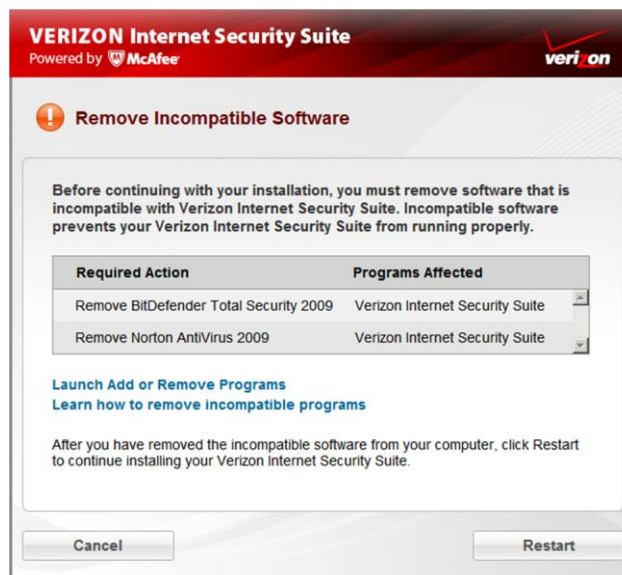 VERIZON Internet Security Suite
Powered by McAfee
verizon
Remove Incompatible Software
Before continuing with your installation, you must remove software that is
incompatible with Verizon Internet Security Suite. Incompatible software
prevents your Verizon Internet Security Suite from running properly.
Required Action Programs Affected
Remove BitDefender Total Security 2009 Verizon Internet Security Suite
Remove Norton AntiVirus 2009 Verizon Internet Security Suite
Launch Add or Remove Programs
Learn how to remove incompatible programs
After you have removed the incompatible software from your computer, click Restart
to continue installing your Verizon Internet Security Suite.
Cancel Restart